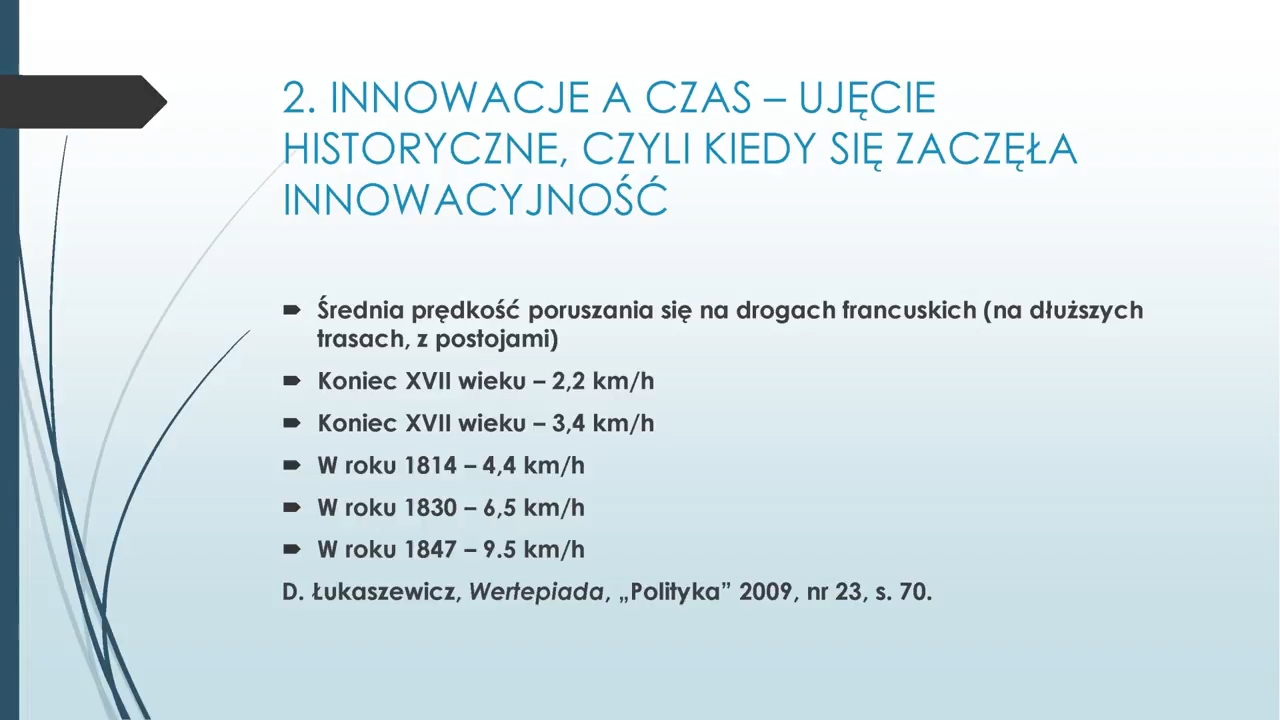 2. INNOWACJE A CZAS – UJĘCIE
HISTORYCZNE, CZYLI KIEDY SIĘ ZACZĘŁA
INNOWACYJNOŚĆ
Średnia prędkość poruszania się na drogach francuskich (na dłuższych
trasach, z postojami)
Koniec XVII wieku – 2,2 km/h
Koniec XVII wieku – 3,4 km/h
W roku 1814 – 4,4 km/h
W roku 1830 – 6,5 km/h
W roku 1847 – 9.5 km/h
D. Łukaszewicz, Wertepiada, „Polityka” 2009, nr 23, s. 70.